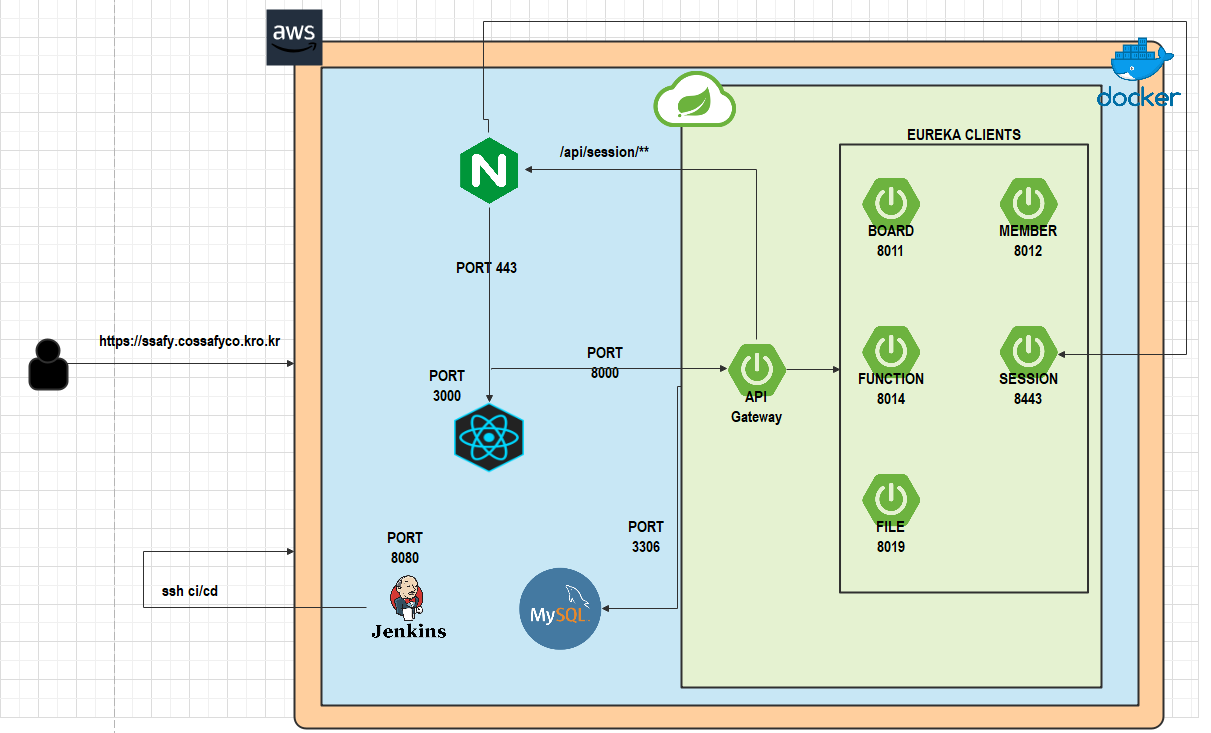 aws
docker
EUREKA CLIENTS
/api/session/**
BOARD
8011
MEMBER
8012
PORT 443
https://ssafy.cossafyco.kro.kr
PORT
8000
PORT
3000
API
Gateway
FUNCTION
8014
SESSION
8443
PORT
3306
FILE
8019
PORT
8080
ssh ci/cd
Jenkins
MySQL